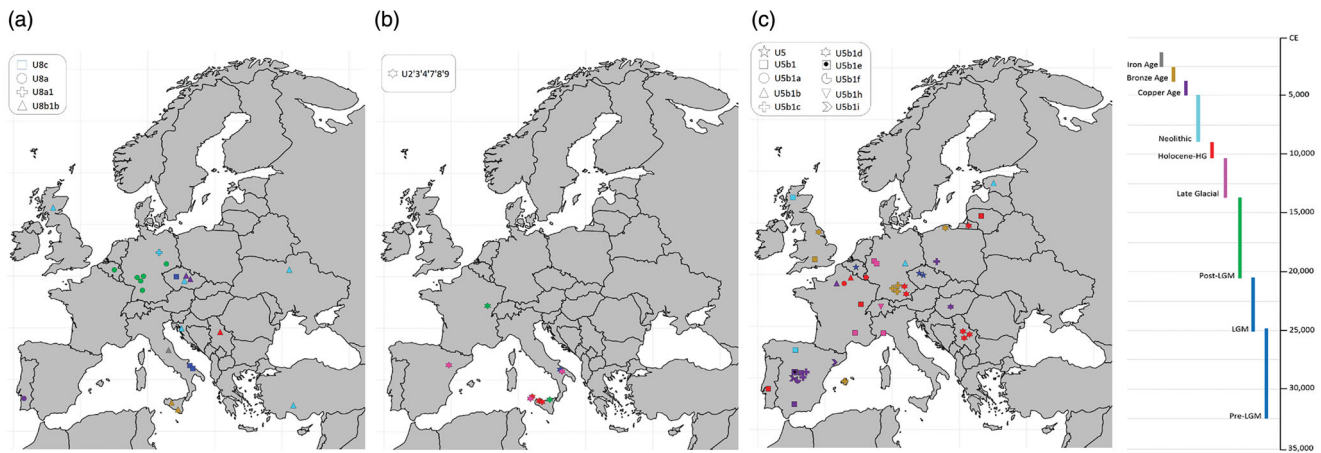 (a)
U8c
U8a
U8a1
U8b1b
(b)
U2'3'4'7'8'9
(c)
U5
U5b1
U5b1a
U5b1b
U5b1c
U5b1d
U5b1e
U5b1f
U5b1h
U5b1i
CE
Iron Age
Bronze Age
Copper Age
5,000
Neolithic
Holocene-HG
10,000
Late Glacial
15,000
Post-LGM
20,000
LGM
25,000
30,000
Pre-LGM
35,000